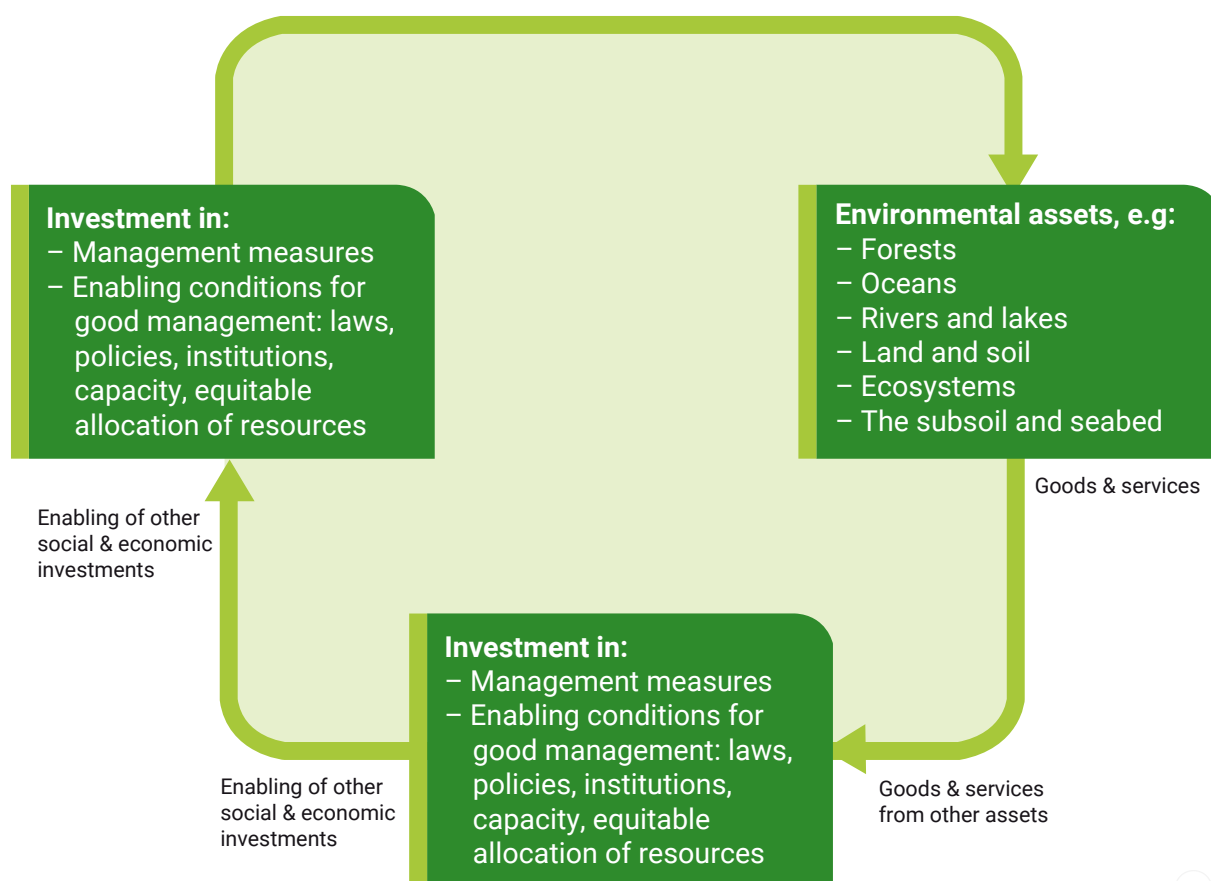 Investment in:
– Management measures
– Enabling conditions for
good management: laws,
policies, institutions,
capacity, equitable
allocation of resources
Environmental assets, e.g:
– Forests
– Oceans
– Rivers and lakes
– Land and soil
– Ecosystems
– The subsoil and seabed
Goods & services
Enabling of other
social & economic
investments
Investment in:
– Management measures
– Enabling conditions for
good management: laws,
policies, institutions,
capacity, equitable
allocation of resources
Enabling of other
social & economic
investments
Goods & services
from other assets